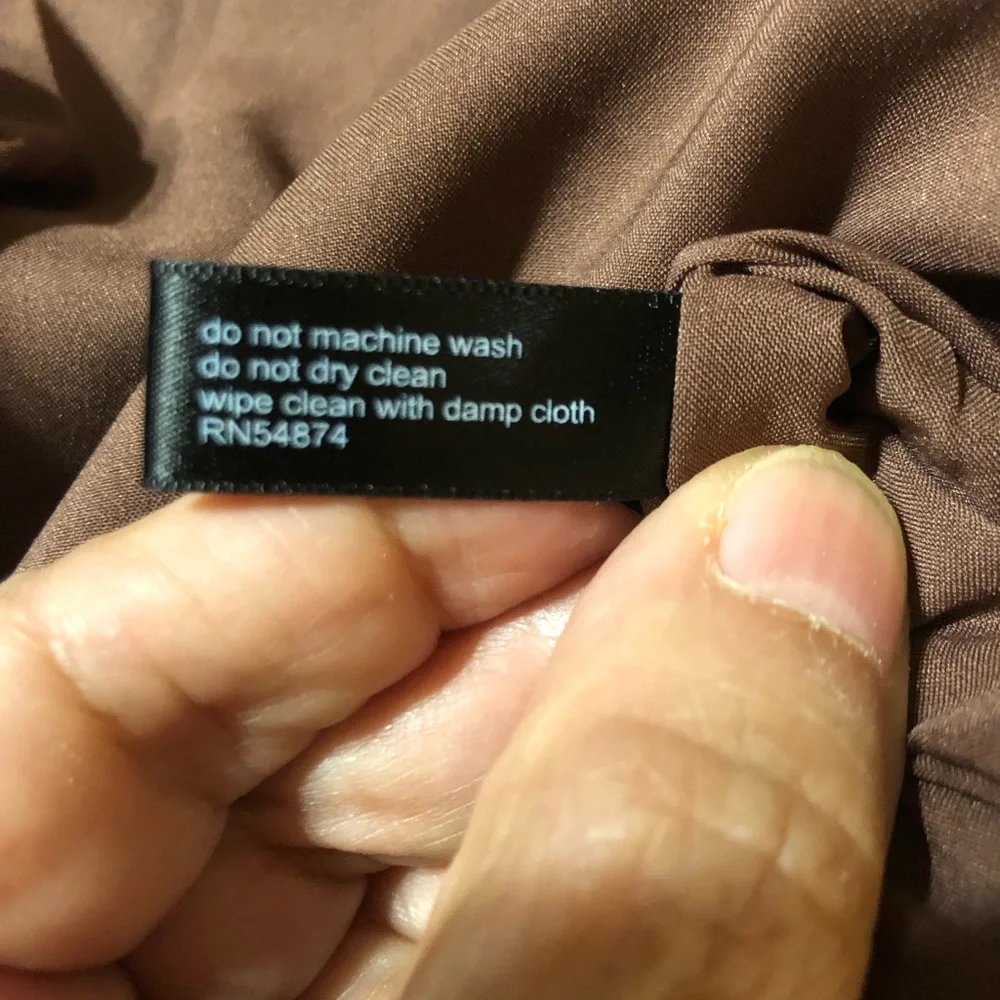 do not machine wash
do not dry clean
wipe clean with damp cloth
RN54874